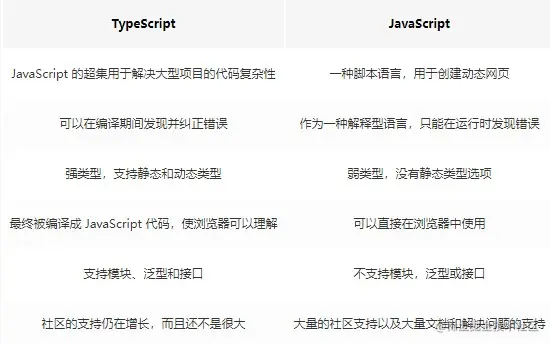 TypeScript JavaScript
JavaScript 的超集用于解决大型项目的代码复杂性 一种脚本语言，用于创建动态网页
可以在编译期间发现并纠正错误 作为一种解释型语言，只能在运行时发现错误
强类型，支持静态和动态类型 弱类型，没有静态类型选项
最终被编译成 JavaScript 代码，使浏览器可以理解 可以直接在浏览器中使用
支持模块、泛型和接口 不支持模块，泛型或接口
社区的支持仍在增长，而且还不是很大 大量的社区支持以及大量文档和解决问题的支持